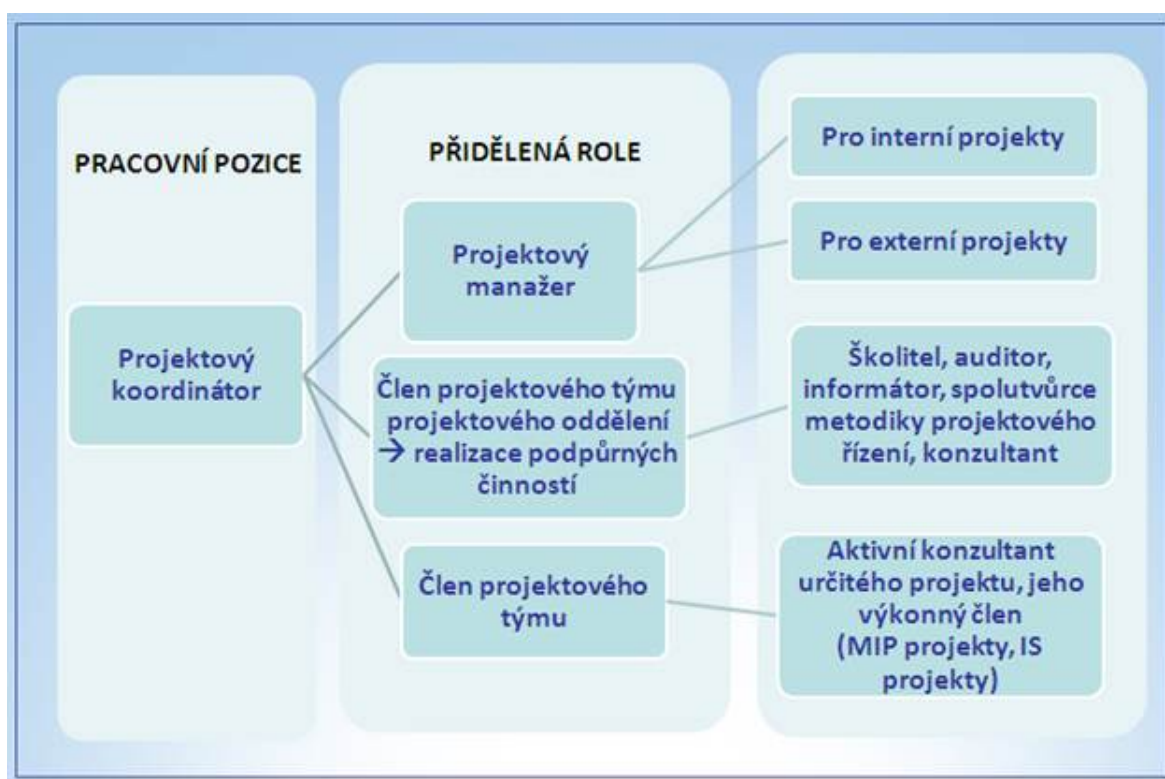 PRACOVNÍ POZICE
Projektový
koordinátor
PŘIDĚLENÁ ROLE
Projektový
manažer
Člen projektového týmu
projektového oddělení
→ realizace podpůrných
činností
Člen projektového
týmu
Pro interní projekty
Pro externí projekty
Školitel, auditor,
informátor, spolutvůrce
metodiky projektového
řízení, konzultant
Aktivní konzultant
určitého projektu, jeho
výkonný člen
(MIP projekty, IS
projekty)